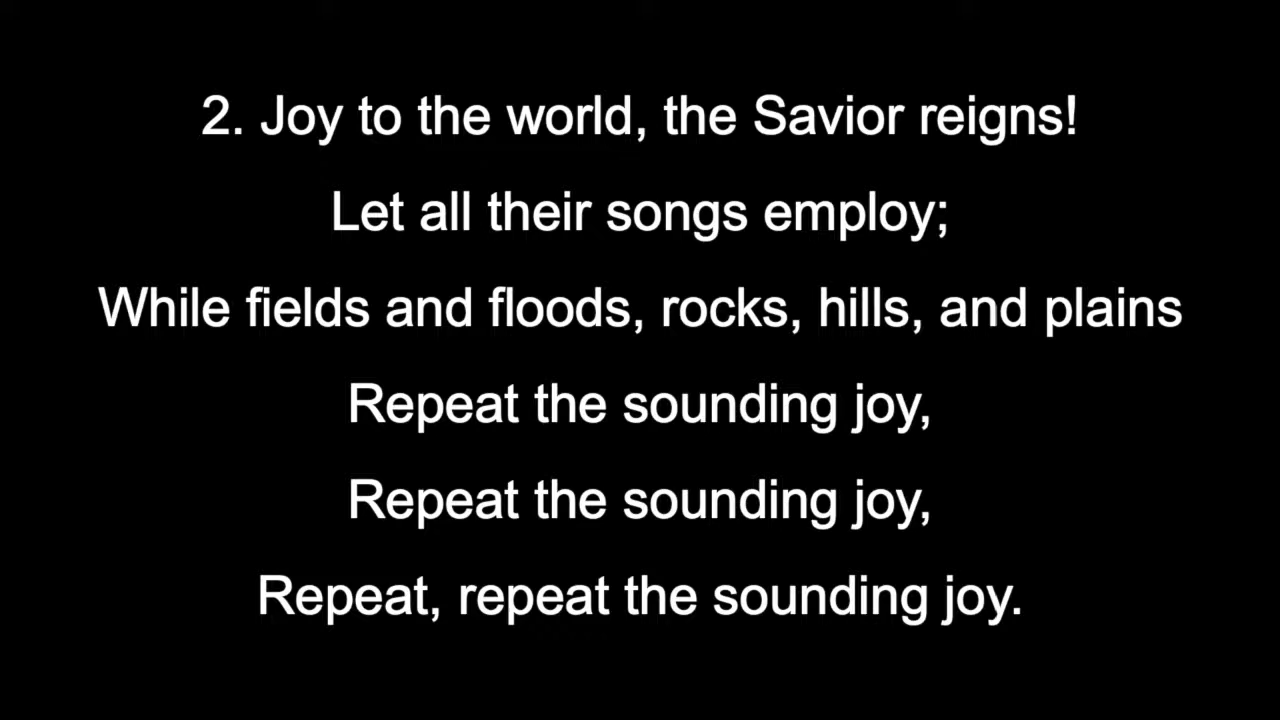 2. Joy to the world, the Savior reigns!
Let all their songs employ;
While fields and floods, rocks, hills, and plains
Repeat the sounding joy,
Repeat the sounding joy,
Repeat, repeat the sounding joy.